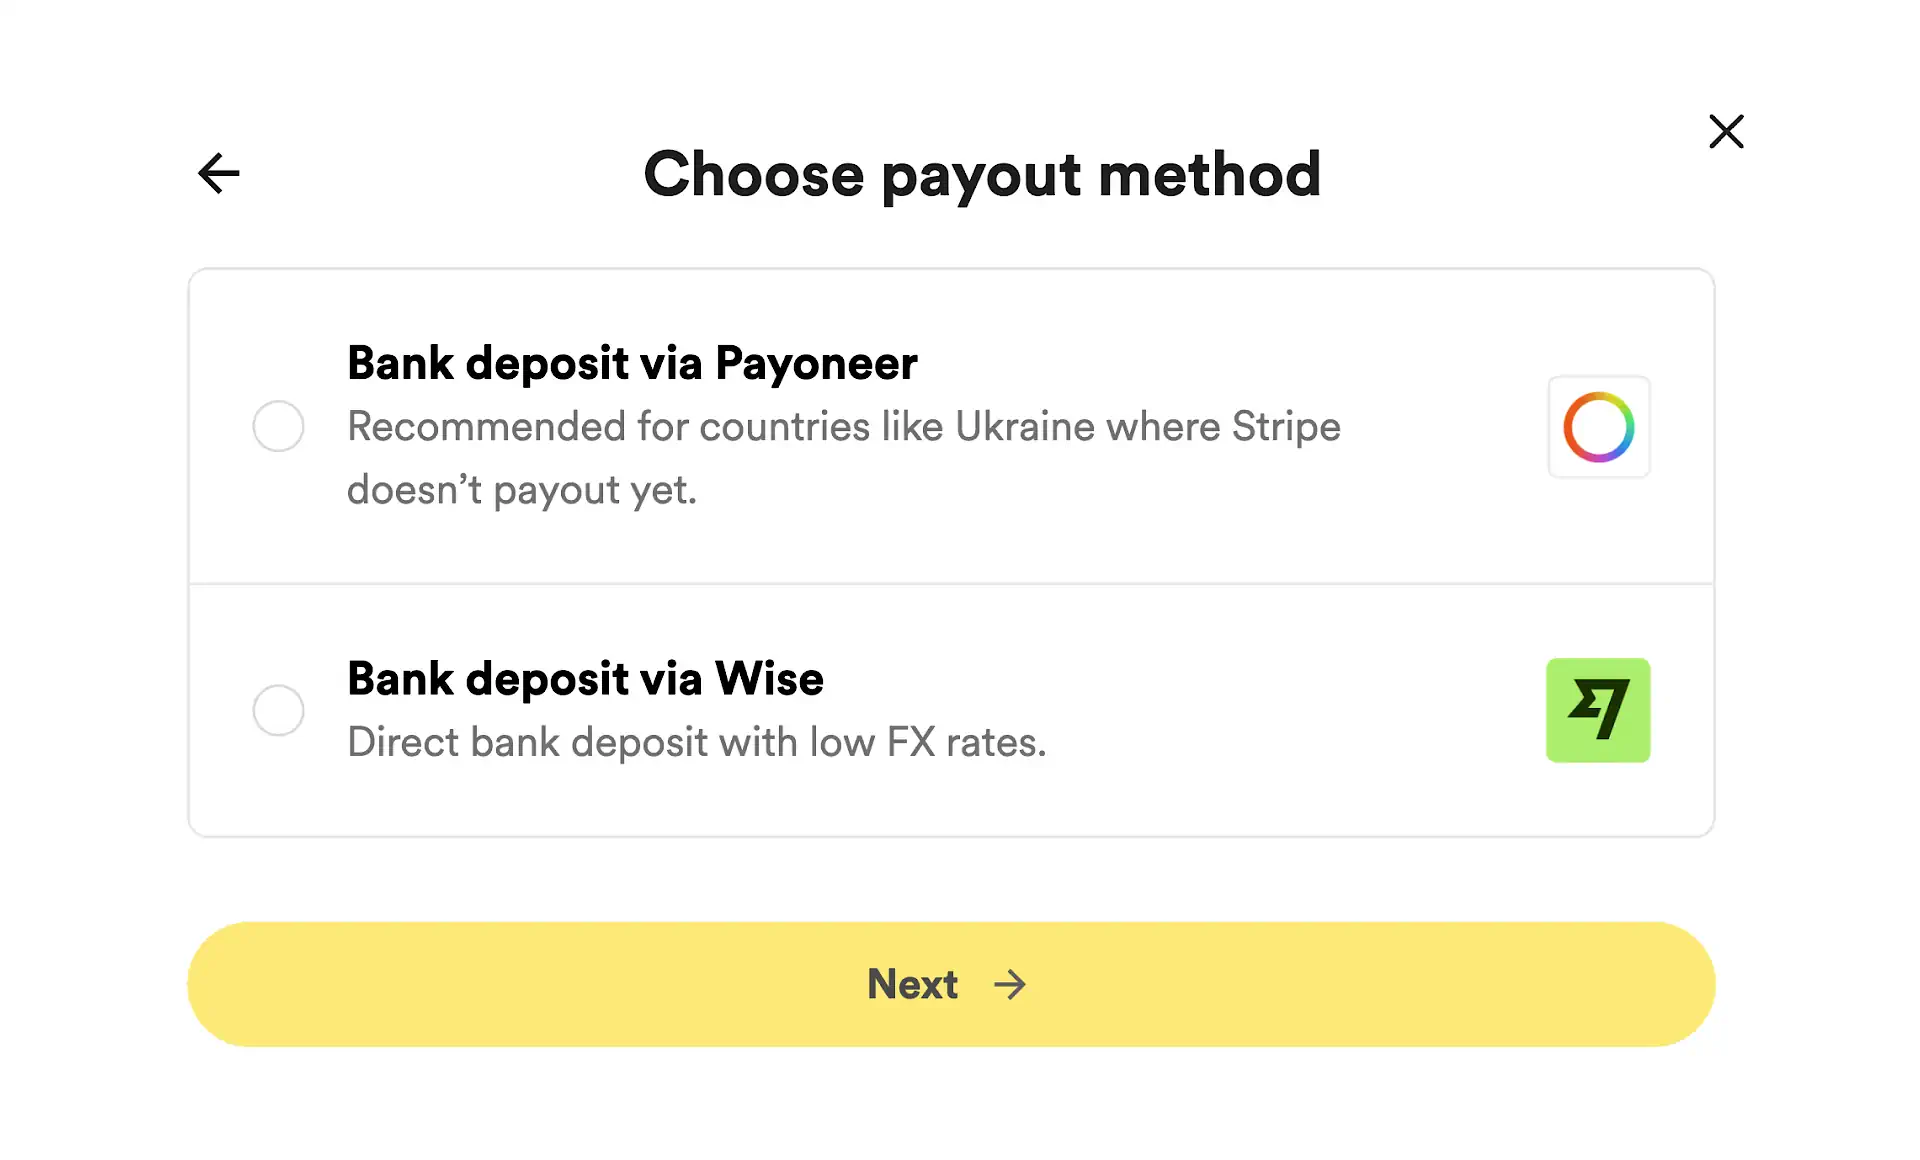 Choose payout method
Bank deposit via Payoneer
Recommended for countries like Ukraine where Stripe
doesn’t payout yet.
Bank deposit via Wise
Direct bank deposit with low FX rates.
Next